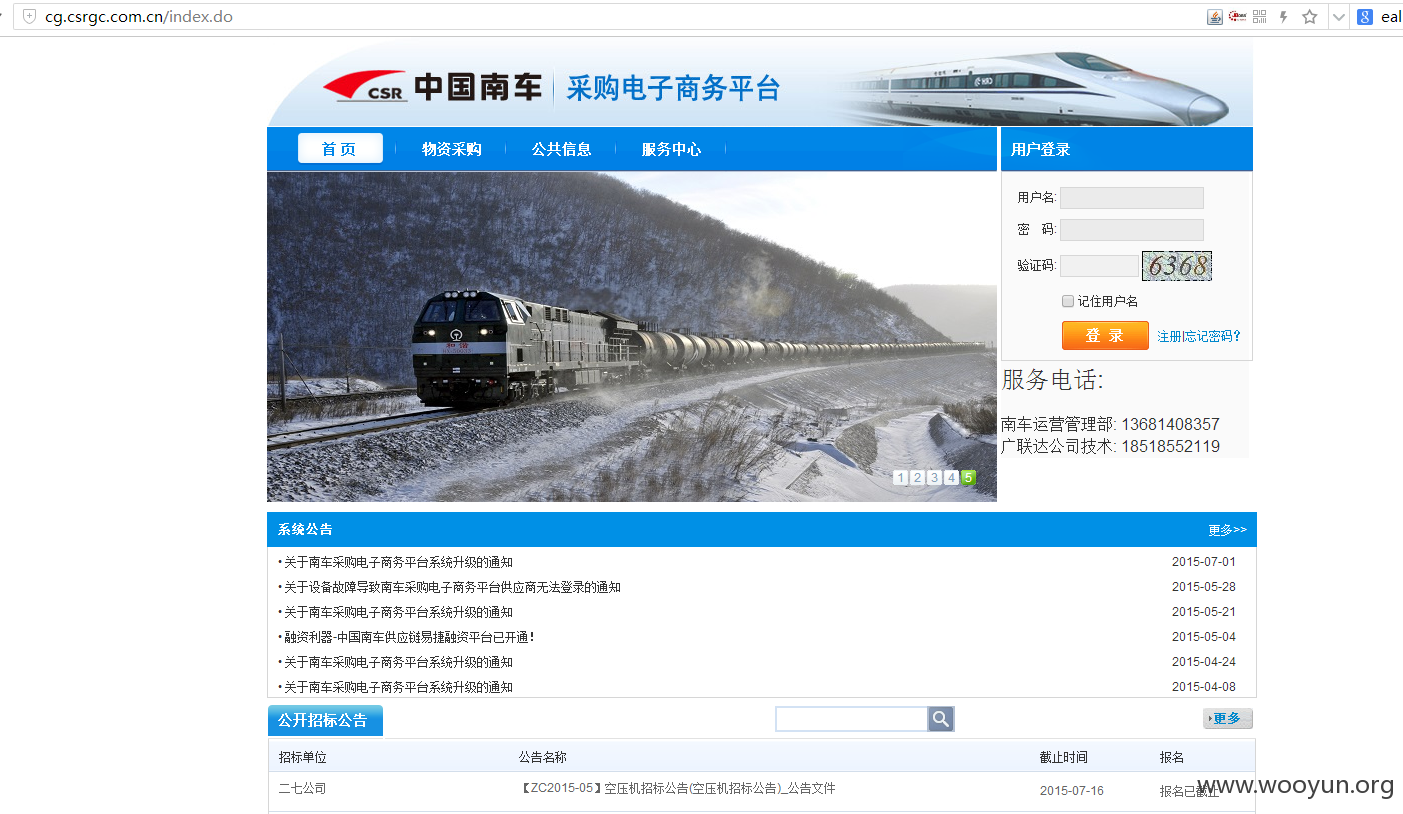 cg.csrgc.com.cn/index.do
eal
CSR 中国南车 采购电子商务平台
首 页 物资采购 公共信息 服务中心 用户登录
用户名:
密 码:
验证码: 6368
记住用户名
登 录 注册|忘记密码?
服务电话:
南车运营管理部: 13681408357
广联达公司技术: 18518552119
1 2 3 4 5
系统公告 更多>>
•关于南车采购电子商务平台系统升级的通知 2015-07-01
•关于设备故障导致南车采购电子商务平台供应商无法登录的通知 2015-05-28
•关于南车采购电子商务平台系统升级的通知 2015-05-21
•融资利器-中国南车供应链易捷融资平台已开通! 2015-05-04
•关于南车采购电子商务平台系统升级的通知 2015-04-24
•关于南车采购电子商务平台系统升级的通知 2015-04-08
公开招标公告 更多
招标单位 公告名称 截止时间 报名
二七公司 【ZC2015-05】空压机招标公告(空压机招标公告)_公告文件 2015-07-16 报名已截止
www.wooyun.org